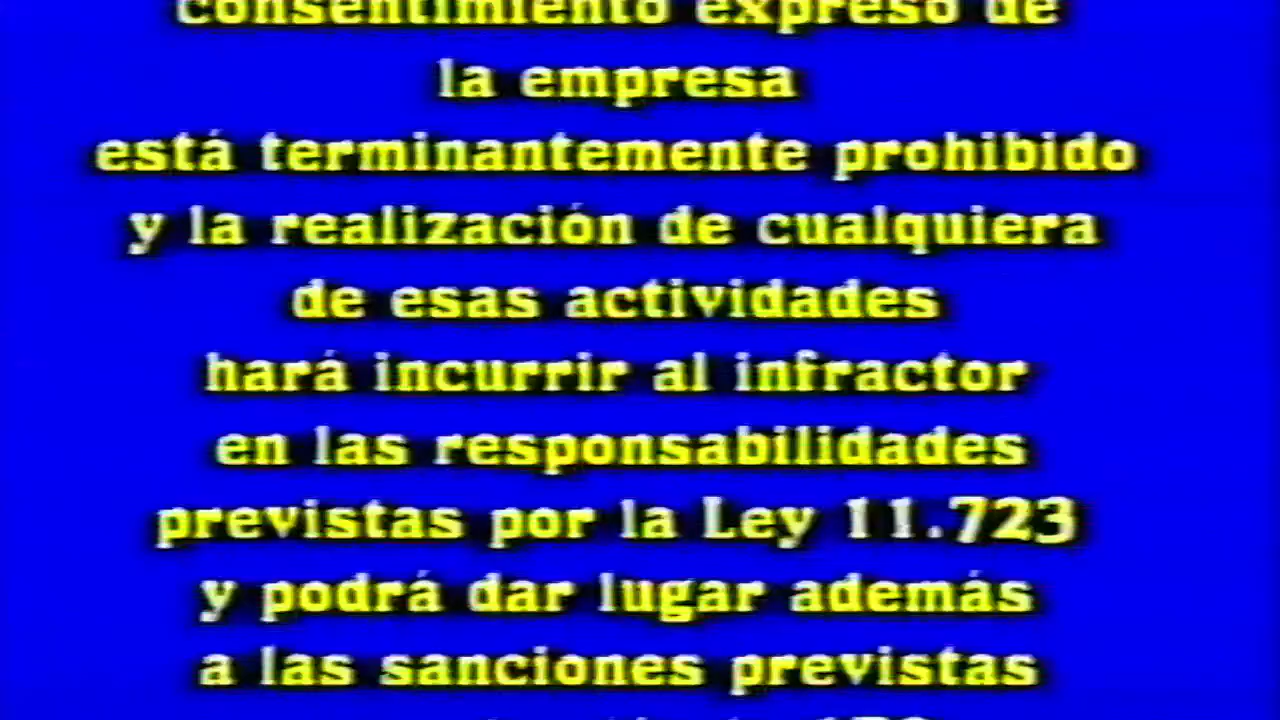 consentimiento expreso de
la empresa
está terminantemente prohibido
y la realización de cualquiera
de esas actividades
hará incurrir al infractor
en las responsabilidades
previstas por la Ley 11.723
y podrá dar lugar además
a las sanciones previstas